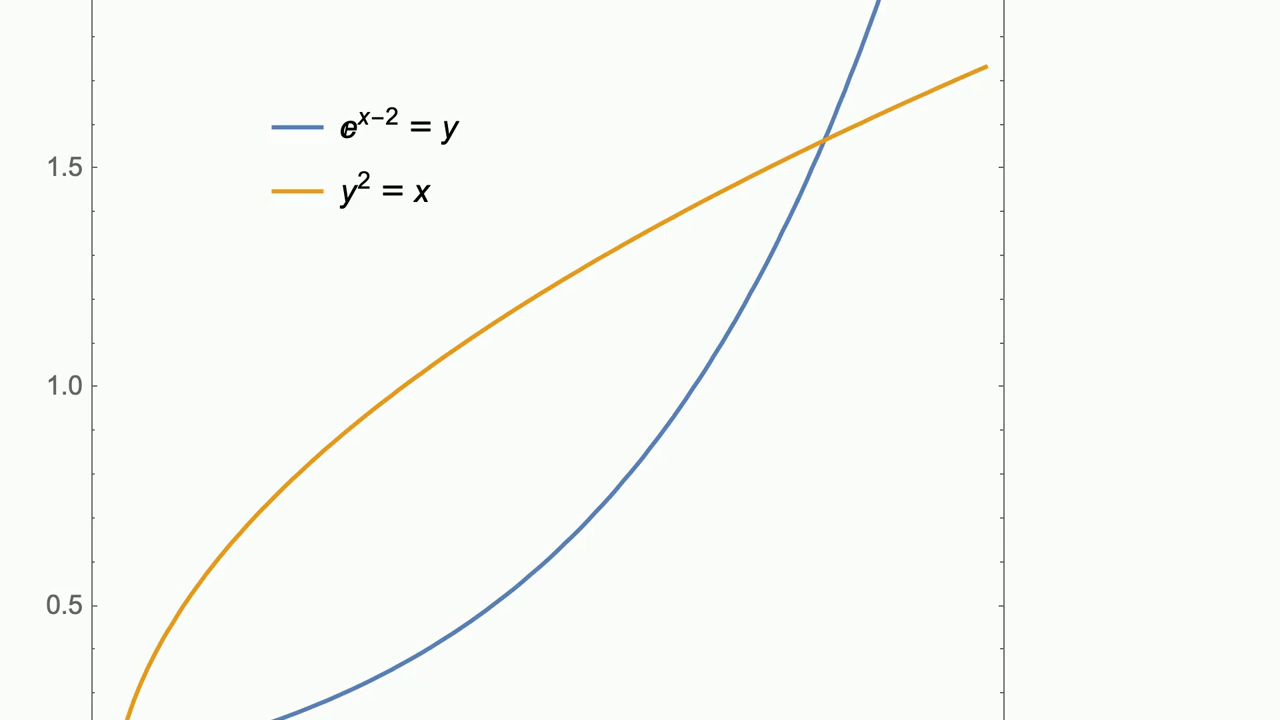 e^{x-2} = y
1.5
y^2 = x
1.0
0.5